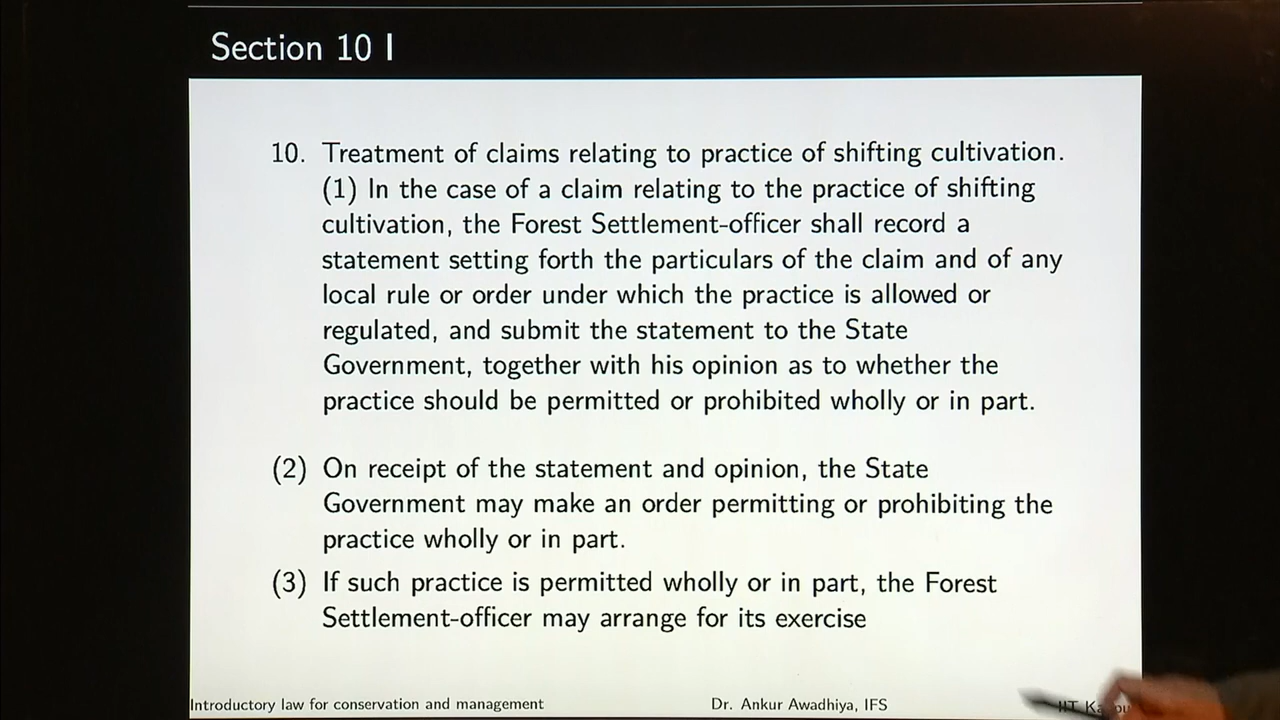 Section 10 I
10. Treatment of claims relating to practice of shifting cultivation.
(1) In the case of a claim relating to the practice of shifting
cultivation, the Forest Settlement-officer shall record a
statement setting forth the particulars of the claim and of any
local rule or order under which the practice is allowed or
regulated, and submit the statement to the State
Government, together with his opinion as to whether the
practice should be permitted or prohibited wholly or in part.
(2) On receipt of the statement and opinion, the State
Government may make an order permitting or prohibiting the
practice wholly or in part.
(3) If such practice is permitted wholly or in part, the Forest
Settlement-officer may arrange for its exercise
Introductory law for conservation and management Dr. Ankur Awadhiya, IFS IIT